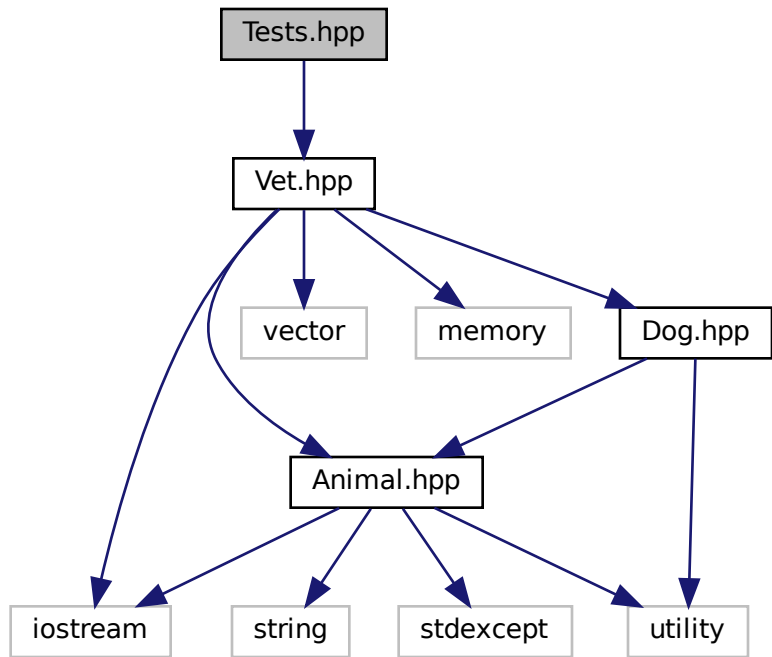 Tests.hpp
Vet.hpp
vector
memory
Dog.hpp
Animal.hpp
iostream
string
stdexcept
utility